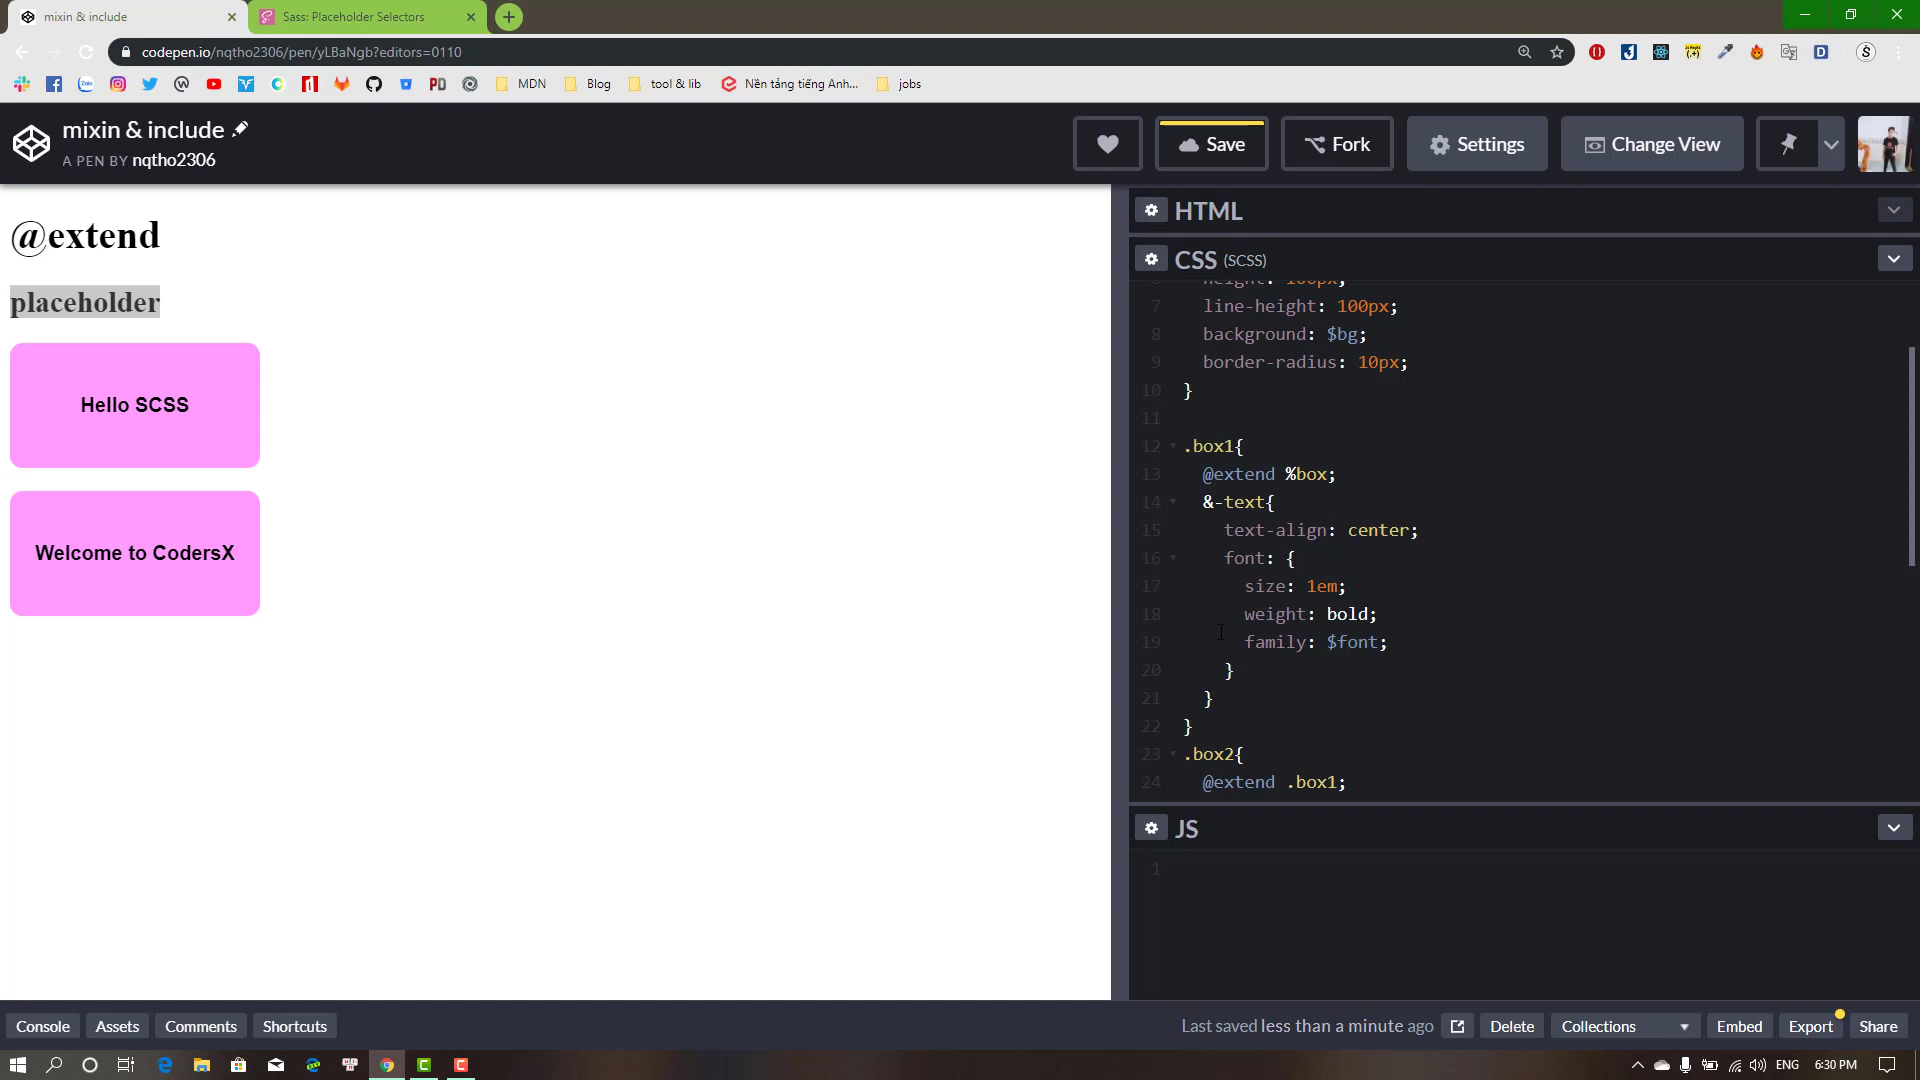 mixin & include
Sass: Placeholder Selectors
codepen.io/nqtho2306/pen/yLBaNgb?editors=0110
MDN
Blog
tool & lib
Nền tảng tiếng Anh...
jobs
mixin & include
A PEN BY nqtho2306
Save
Fork
Settings
Change View
@extend
placeholder
Hello SCSS
Welcome to CodersX
HTML
CSS (SCSS)
7 line-height: 100px;
8 background: $bg;
9 border-radius: 10px;
10 }
11
12 .box1{
13 @extend %box;
14 &-text{
15 text-align: center;
16 font: {
17 size: 1em;
18 weight: bold;
19 family: $font;
20 }
21 }
22 }
23 .box2{
24 @extend .box1;
JS
1
Console
Assets
Comments
Shortcuts
Last saved less than a minute ago
Delete
Collections
Embed
Export
Share
ENG
6:30 PM